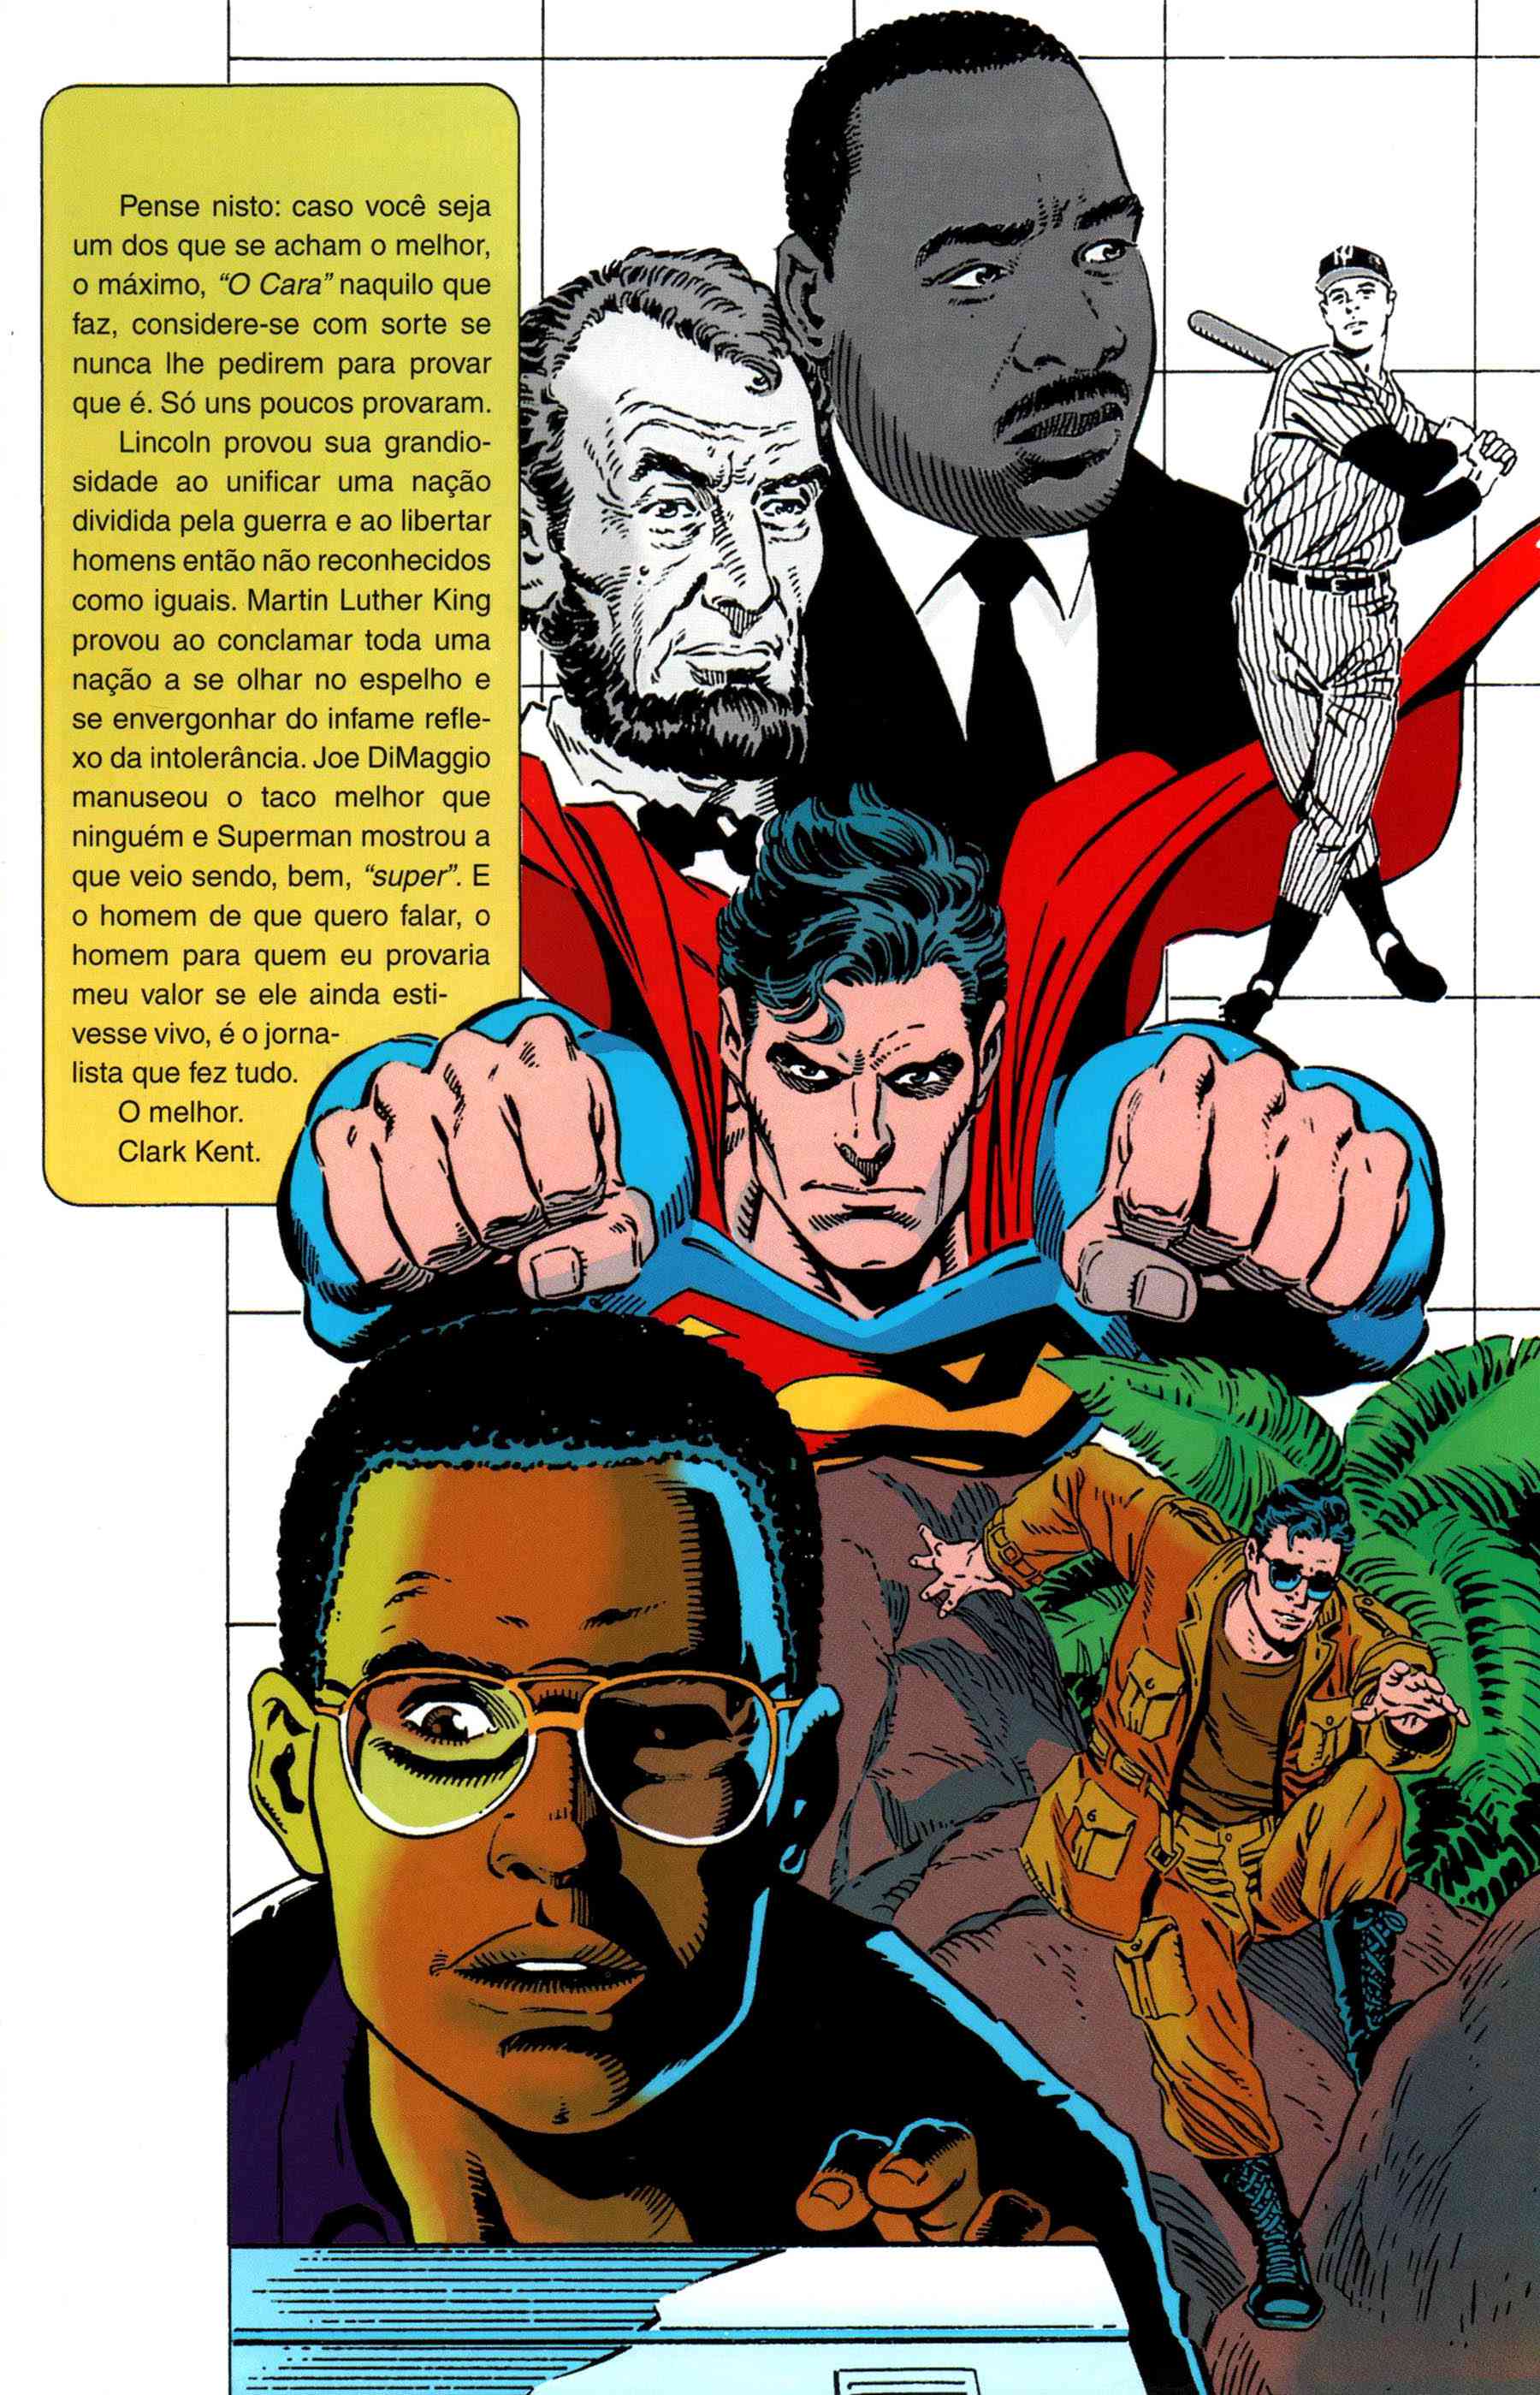 Pense nisto: caso você seja
um dos que se acham o melhor,
o máximo, “O Cara” naquilo que
faz, considere-se com sorte se
nunca lhe pedirem para provar
que é. Só uns poucos provaram.
Lincoln provou sua grandio-
sidade ao unificar uma nação
dividida pela guerra e ao libertar
homens então não reconhecidos
como iguais. Martin Luther King
provou ao conclamar toda uma
nação a se olhar no espelho e
se envergonhar do infame refle-
xo da intolerância. Joe DiMaggio
manuseou o taco melhor que
ninguém e Superman mostrou a
que veio sendo, bem, “super”. E
o homem de que quero falar, o
homem para quem eu provaria
meu valor se ele ainda esti-
vesse vivo, é o jorna-
lista que fez tudo.
O melhor.
Clark Kent.
NY
6